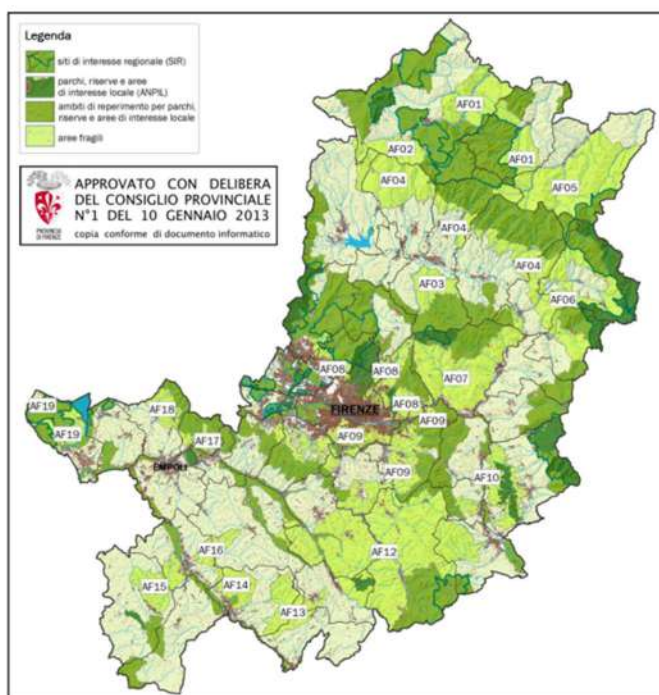 Legenda
siti di interesse regionale (SIR)
parchi, riserve e aree
di interesse locale (ANPIL)
ambiti di reperimento per parchi,
riserve e aree di interesse locale
aree fragili
PROVINCIA
DI FIRENZE
APPROVATO CON DELIBERA
DEL CONSIGLIO PROVINCIALE
N°1 DEL 10 GENNAIO 2013
copia conforme di documento informatico
AF01
AF02
AF01
AF04
AF05
AF04
AF04
AF03
AF06
AF08
AF08
AF07
AF19
AF18
AF08
FIRENZE
AF09
AF19
AF17
AF09
EMPOLI
AF09
AF10
AF16
AF12
AF15
AF14
AF13